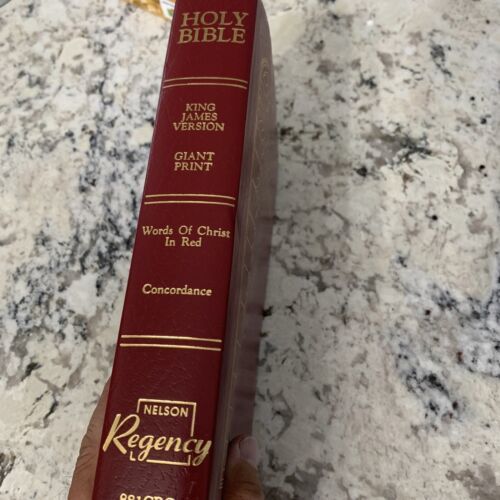 HOLY
BIBLE
KING
JAMES
VERSION
GIANT
PRINT
Words Of Christ
In Red
Concordance
NELSON
Regency